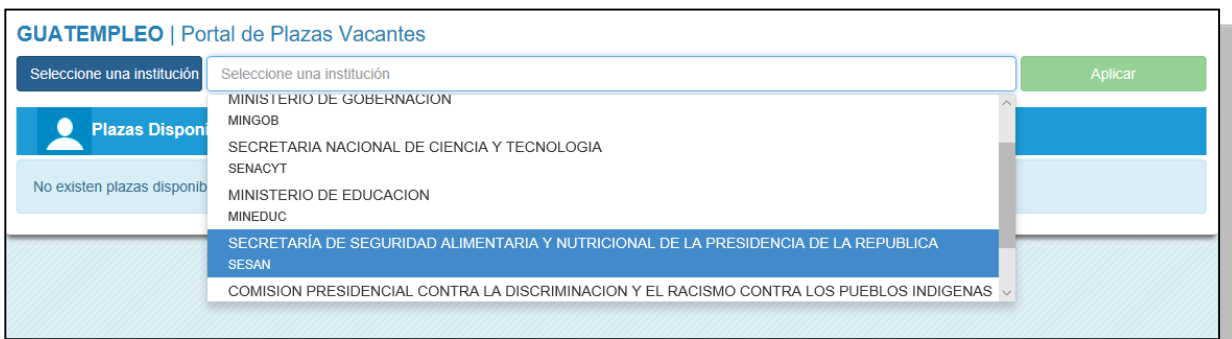 GUATEMPLEO | Portal de Plazas Vacantes
Seleccione una institución Seleccione una institución Aplicar
MINISTERIO DE GOBERNACION
MINGOB
Plazas Disponi
SECRETARIA NACIONAL DE CIENCIA Y TECNOLOGIA
SENACYT
No existen plazas disponib
MINISTERIO DE EDUCACION
MINEDUC
SECRETARÍA DE SEGURIDAD ALIMENTARIA Y NUTRICIONAL DE LA PRESIDENCIA DE LA REPUBLICA
SESAN
COMISION PRESIDENCIAL CONTRA LA DISCRIMINACION Y EL RACISMO CONTRA LOS PUEBLOS INDIGENAS